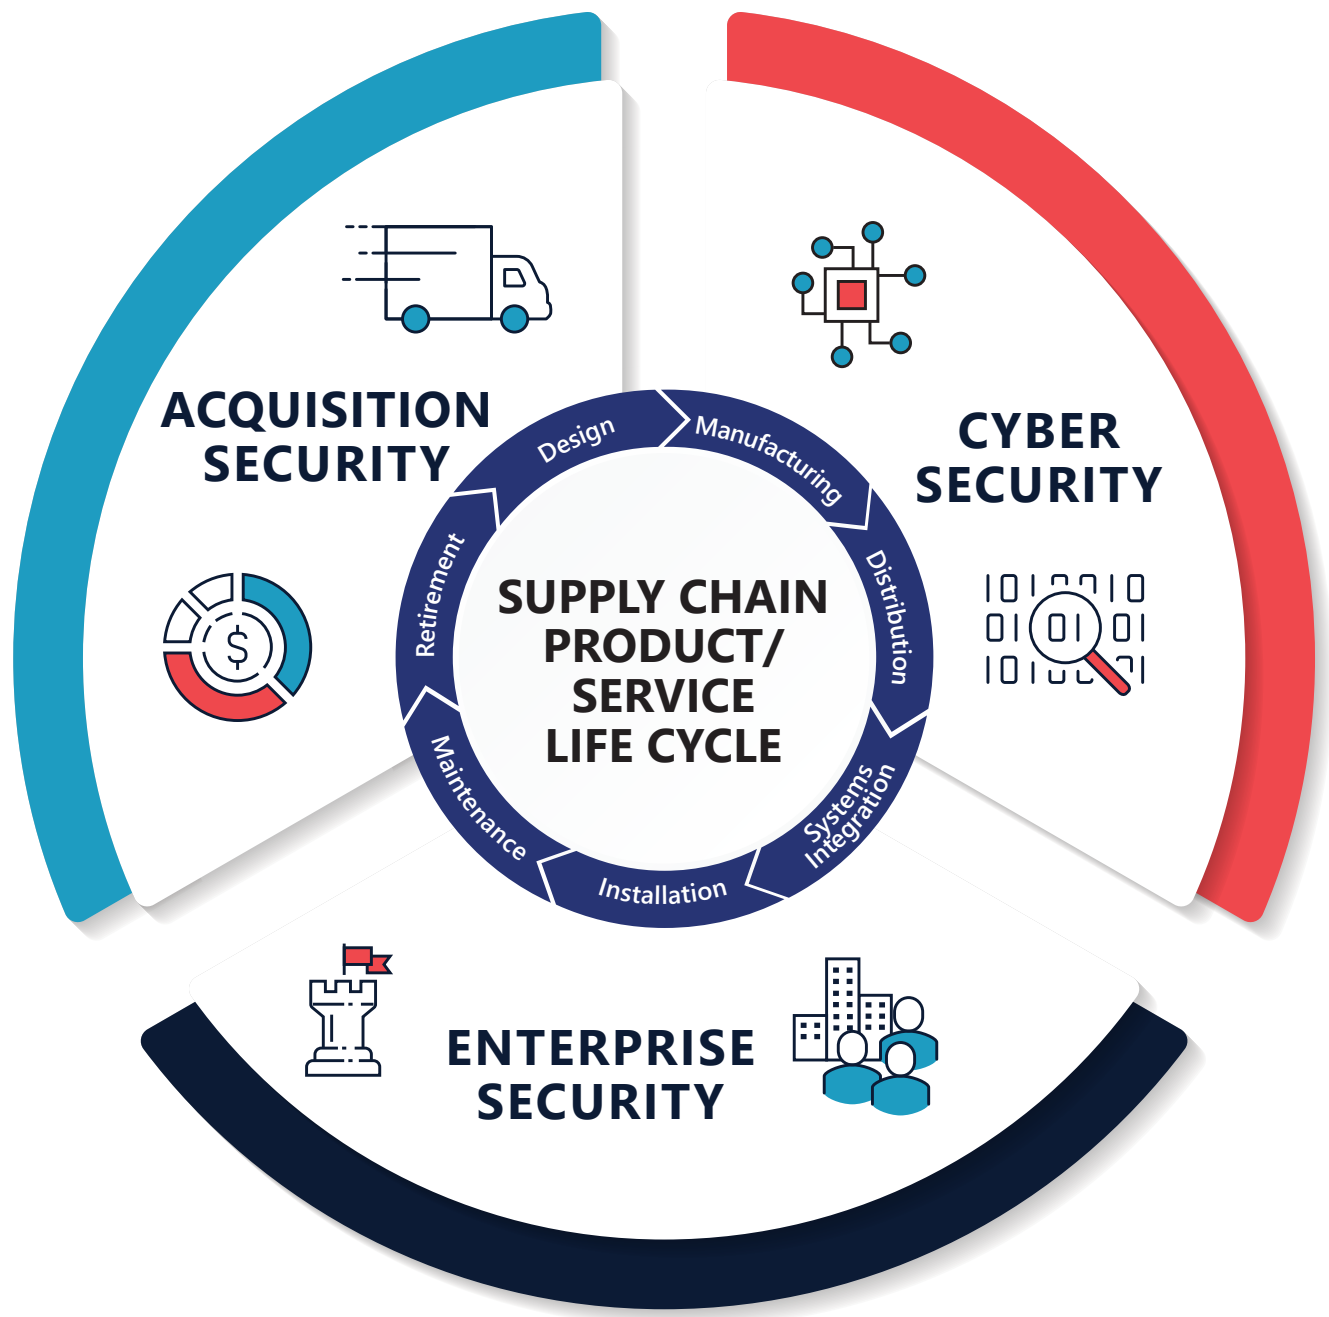 ACQUISITION
SECURITY
CYBER
SECURITY
Design
Manufacturing
Distribution
Systems
Integration
Installation
Maintenance
Retirement
SUPPLY CHAIN
PRODUCT/
SERVICE
LIFE CYCLE
$
01
ENTERPRISE
SECURITY